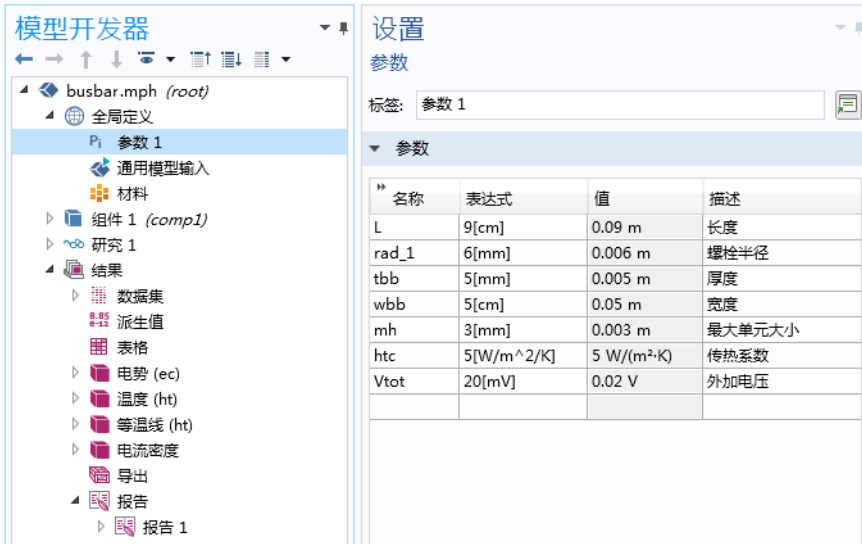 模型开发器
busbar.mph (root)
全局定义
Pi 参数 1
通用模型输入
材料
组件 1 (comp1)
研究 1
结果
数据集
8.85
e-12 派生值
表格
电势 (ec)
温度 (ht)
等温线 (ht)
电流密度
导出
报告
报告 1
设置
参数
标签: 参数 1
参数
名称 表达式 值 描述
L 9[cm] 0.09 m 长度
rad_1 6[mm] 0.006 m 螺栓半径
tbb 5[mm] 0.005 m 厚度
wbb 5[cm] 0.05 m 宽度
mh 3[mm] 0.003 m 最大单元大小
htc 5[W/m^2/K] 5 W/(m²·K) 传热系数
Vtot 20[mV] 0.02 V 外加电压